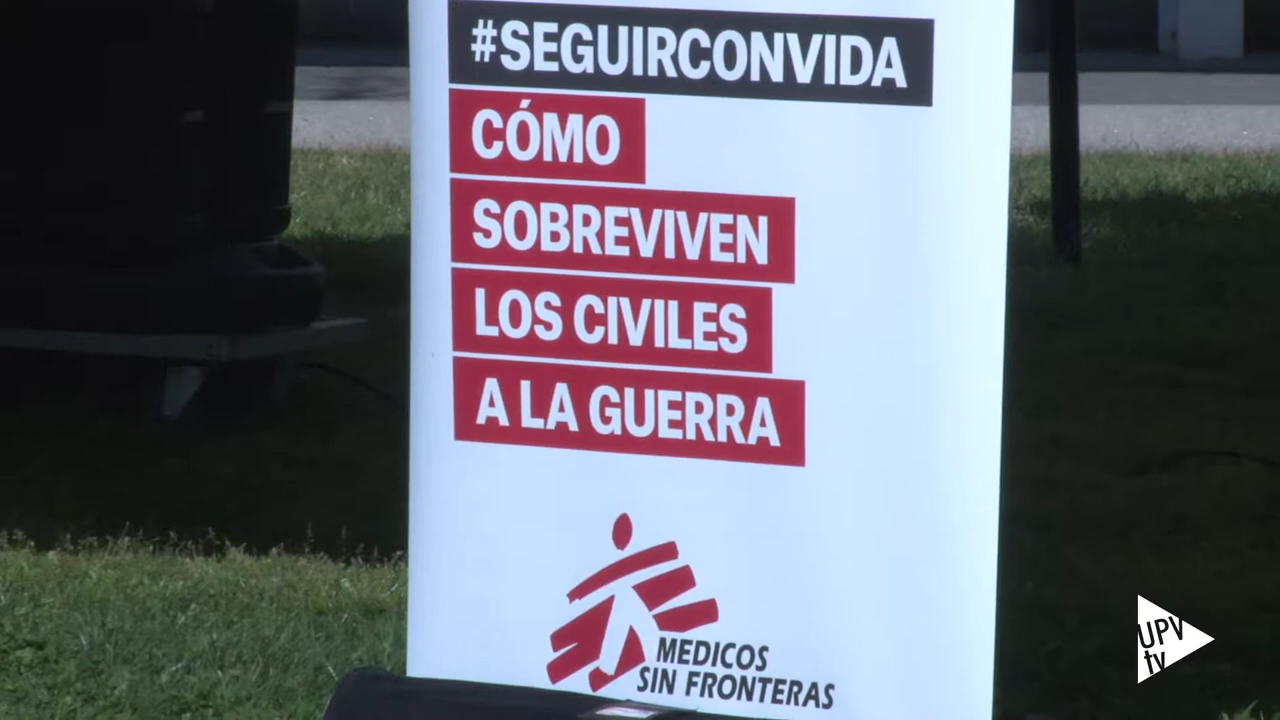 #SEGUIRCONVIDA
CÓMO
SOBREVIVEN
LOS CIVILES
A LA GUERRA
MEDICOS
SIN FRONTERAS
UPV
tv